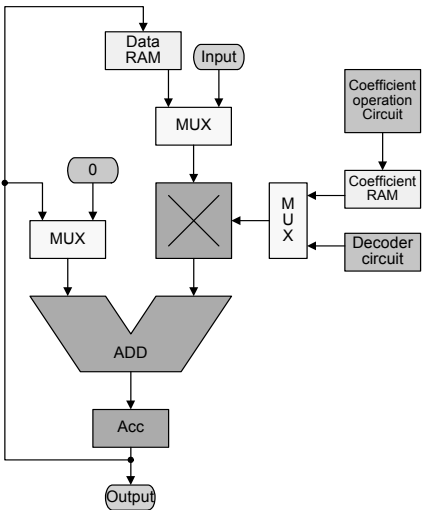 Data
RAM
Input
Coefficient
operation
Circuit
MUX
0
Coefficient
RAM
M
U
X
MUX
Decoder
circuit
ADD
Acc
Output